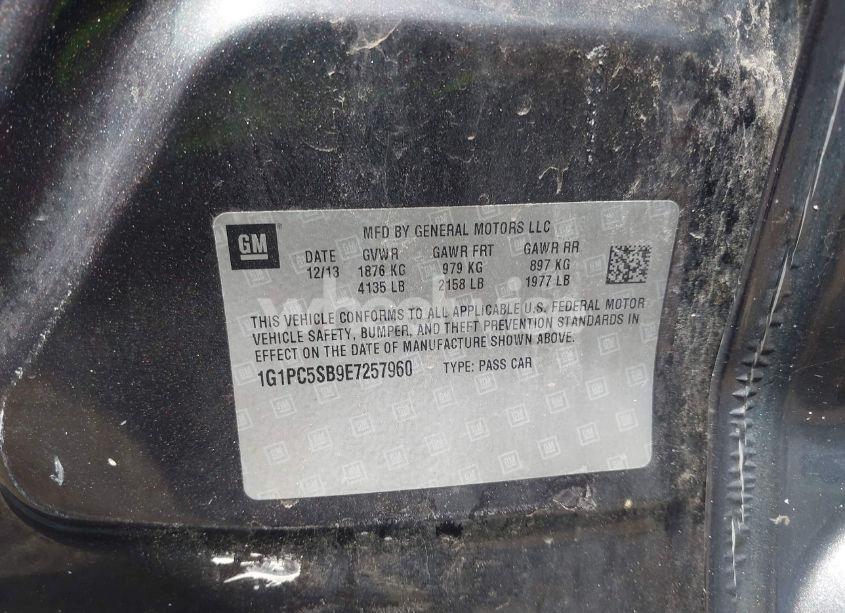 GM
MFD BY GENERAL MOTORS LLC
DATE GVWR GAWR FRT GAWR RR
12/13 1876 KG 979 KG 897 KG
4135 LB 2158 LB 1977 LB
THIS VEHICLE CONFORMS TO ALL APPLICABLE U.S. FEDERAL MOTOR
VEHICLE SAFETY, BUMPER, AND THEFT PREVENTION STANDARDS IN
EFFECT ON THE DATE OF MANUFACTURE SHOWN ABOVE.
1G1PC5SB9E7257960 TYPE: PASS CAR